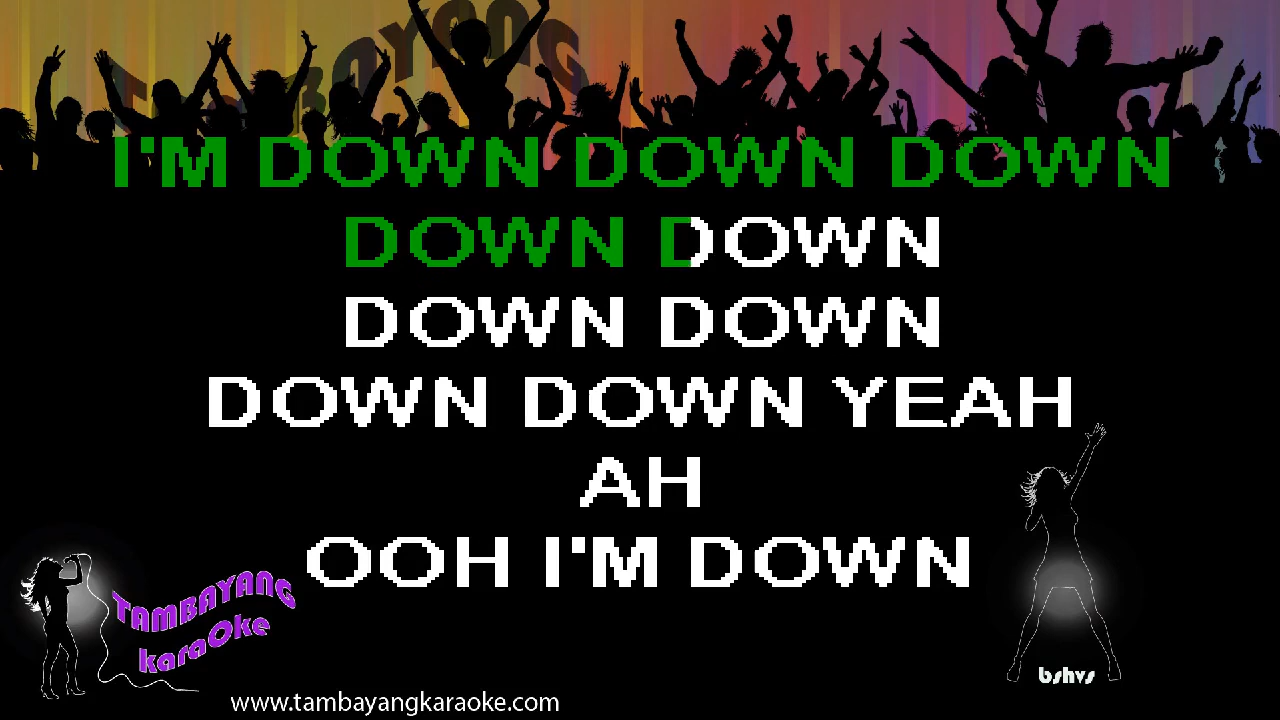 TAMBAYANG
I'M DOWN DOWN DOWN
DOWN DOWN
DOWN DOWN
DOWN DOWN YEAH
AH
OOH I'M DOWN
TAMBAYANG
karaOke
bshvs
www.tambayangkaraoke.com